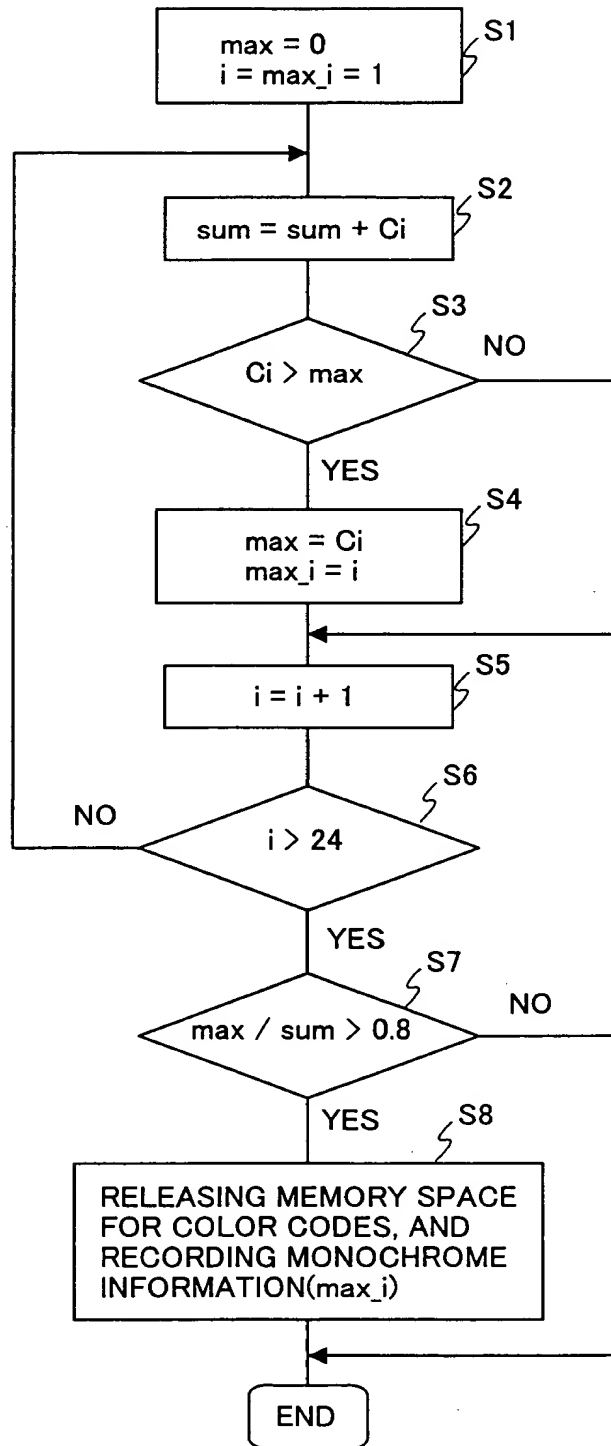 S1
max = 0
i = max_i = 1
S2
sum = sum + Ci
S3
NO
Ci > max
YES
S4
max = Ci
max_i = i
S5
i = i + 1
S6
NO
i > 24
YES
S7
NO
max / sum > 0.8
YES
S8
RELEASING MEMORY SPACE
FOR COLOR CODES, AND
RECORDING MONOCHROME
INFORMATION(max_i)
END